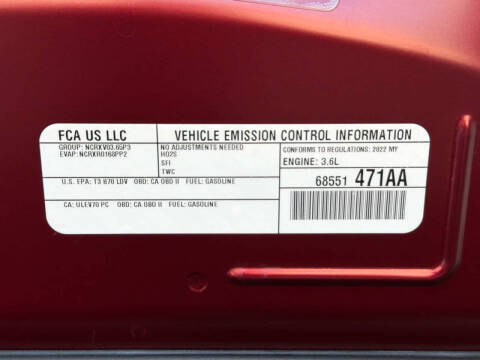 FCA US LLC
GROUP: NCRXV03.65P3
EVAP: NCRXR0168PP2
VEHICLE EMISSION CONTROL INFORMATION
NO ADJUSTMENTS NEEDED
HO2S
SFI
TWC
CONFORMS TO REGULATIONS: 2022 MY
ENGINE: 3.6L
68551 471AA
U.S. EPA: T3 B70 LDV OBD: CA OBD II FUEL: GASOLINE
CA: ULEV70 PC OBD: CA OBD II FUEL: GASOLINE